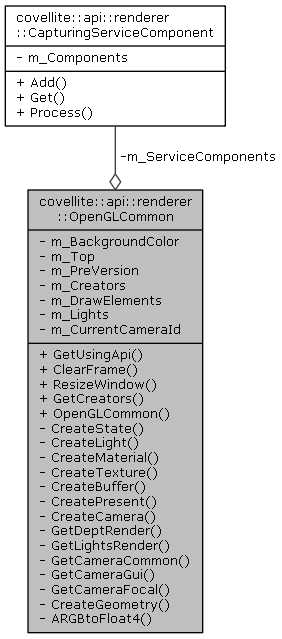 covellite::api::renderer
::CapturingServiceComponent
- m_Components
+ Add()
+ Get()
+ Process()
-m_ServiceComponents
covellite::api::renderer
::OpenGLCommon
- m_BackgroundColor
- m_Top
- m_PreVersion
- m_Creators
- m_DrawElements
- m_Lights
- m_CurrentCameraId
+ GetUsingApi()
+ ClearFrame()
+ ResizeWindow()
+ GetCreators()
+ OpenGLCommon()
- CreateState()
- CreateLight()
- CreateMaterial()
- CreateTexture()
- CreateBuffer()
- CreatePresent()
- CreateCamera()
- GetDeptRender()
- GetLightsRender()
- GetCameraCommon()
- GetCameraGui()
- GetCameraFocal()
- CreateGeometry()
- ARGBtoFloat4()